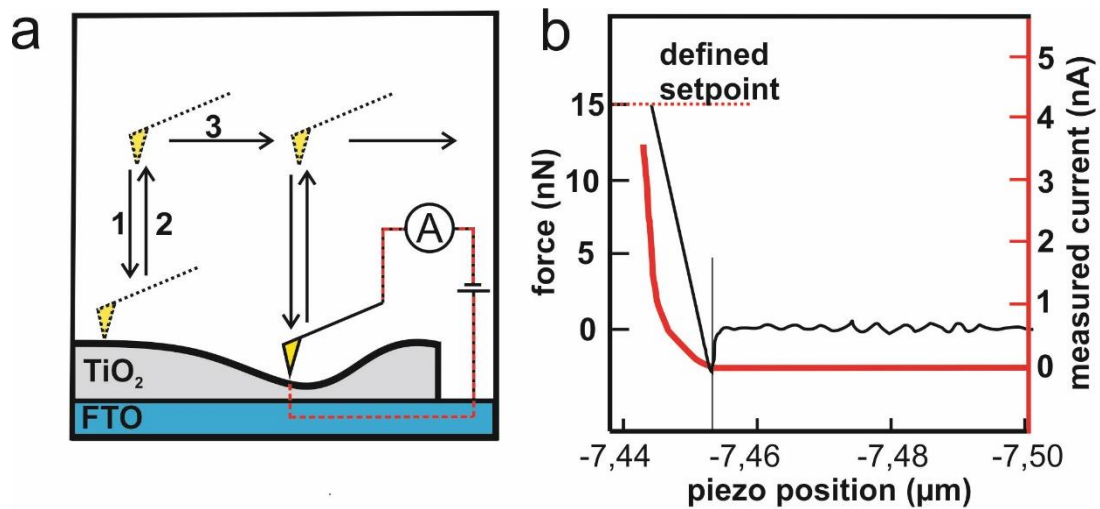 a
3
1
2
A
TiO2
FTO
b
defined
setpoint
15
10
5
0
force (nN)
5
4
3
2
1
0
measured current (nA)
-7,44
-7,46
-7,48
-7,50
piezo position (µm)